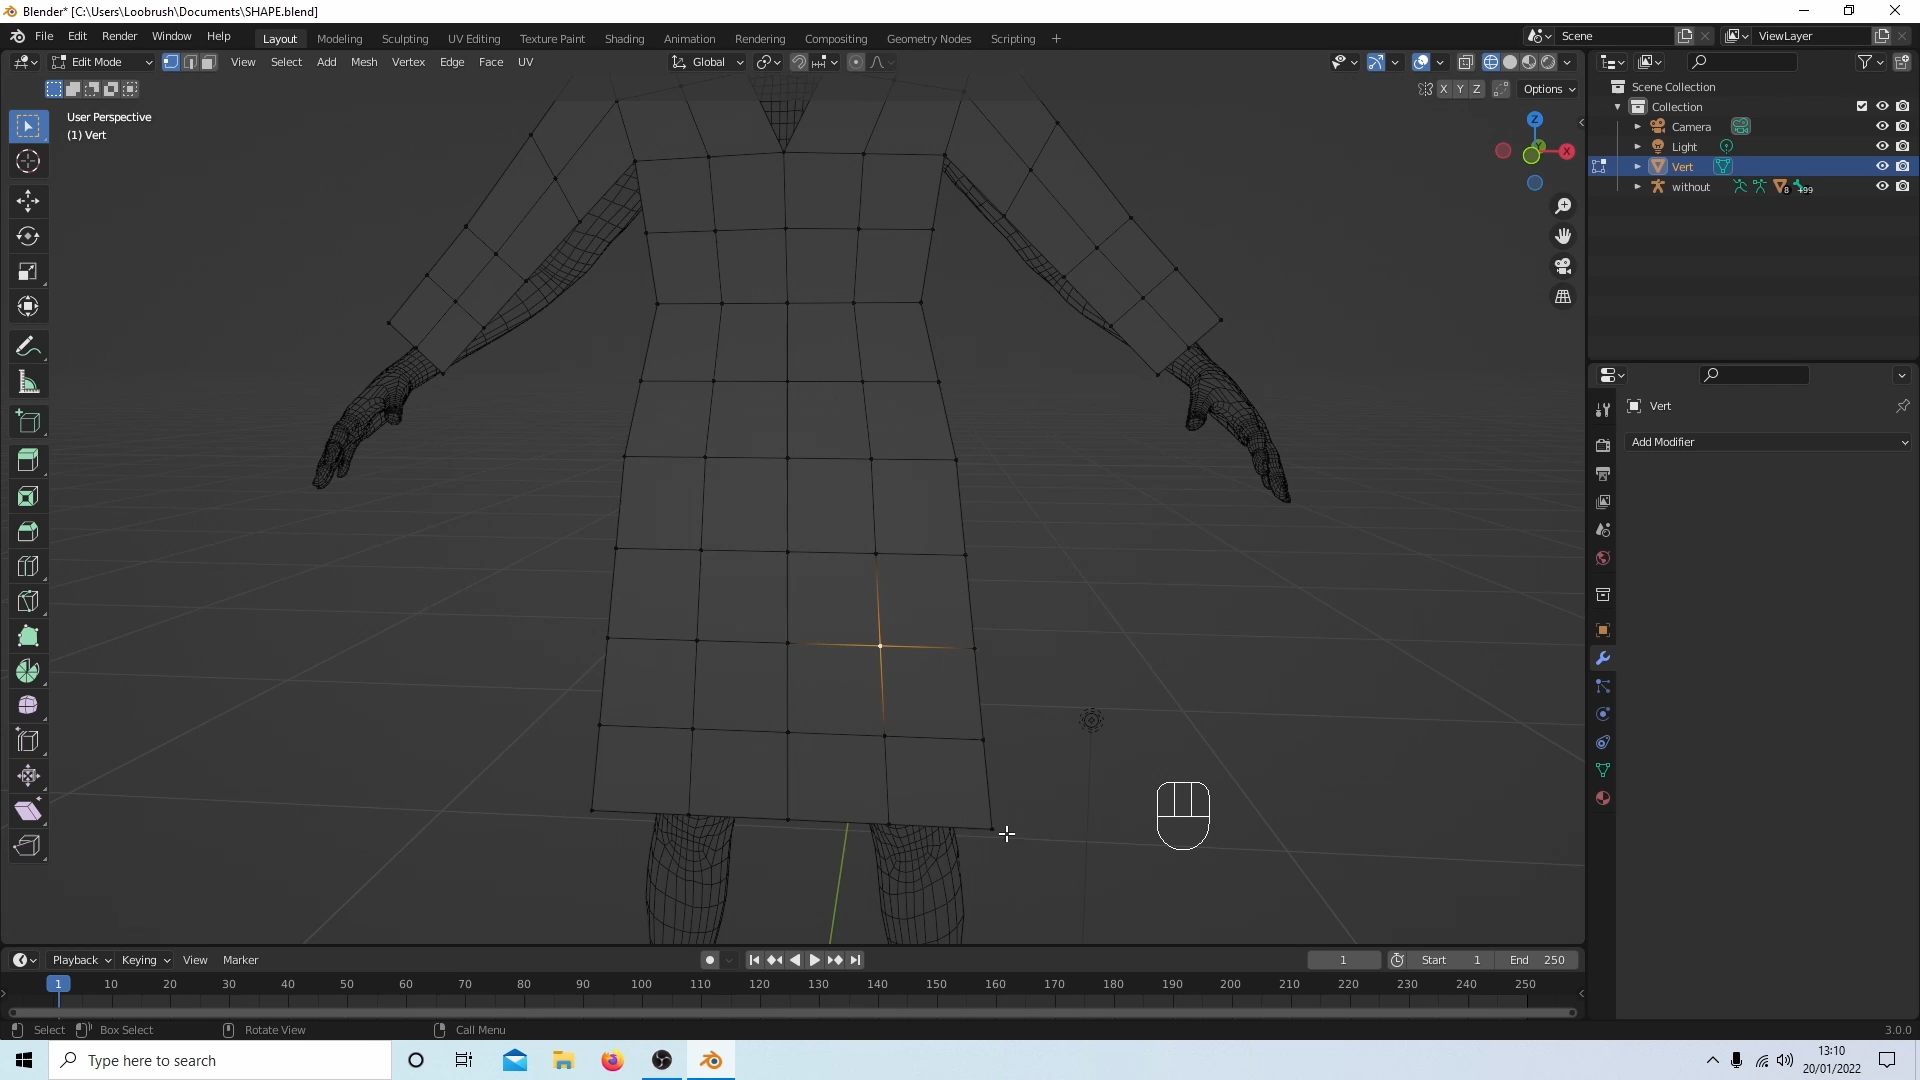 Blender* [C:\Users\Loobrush\Documents\SHAPE.blend]
File Edit Render Window Help
Layout Modeling Sculpting UV Editing Texture Paint Shading Animation Rendering Compositing Geometry Nodes Scripting +
Scene
ViewLayer
Edit Mode
View Select Add Mesh Vertex Edge Face UV
Global
X Y Z
Options
User Perspective
(1) Vert
Z
X
Scene Collection
Collection
Camera
Light
Vert
without
8
99
Vert
Add Modifier
Playback Keying View Marker
1
Start 1
End 250
1 10 20 30 40 50 60 70 80 90 100 110 120 130 140 150 160 170 180 190 200 210 220 230 240 250
Select Box Select Rotate View Call Menu
3.0.0
Type here to search
13:10
20/01/2022